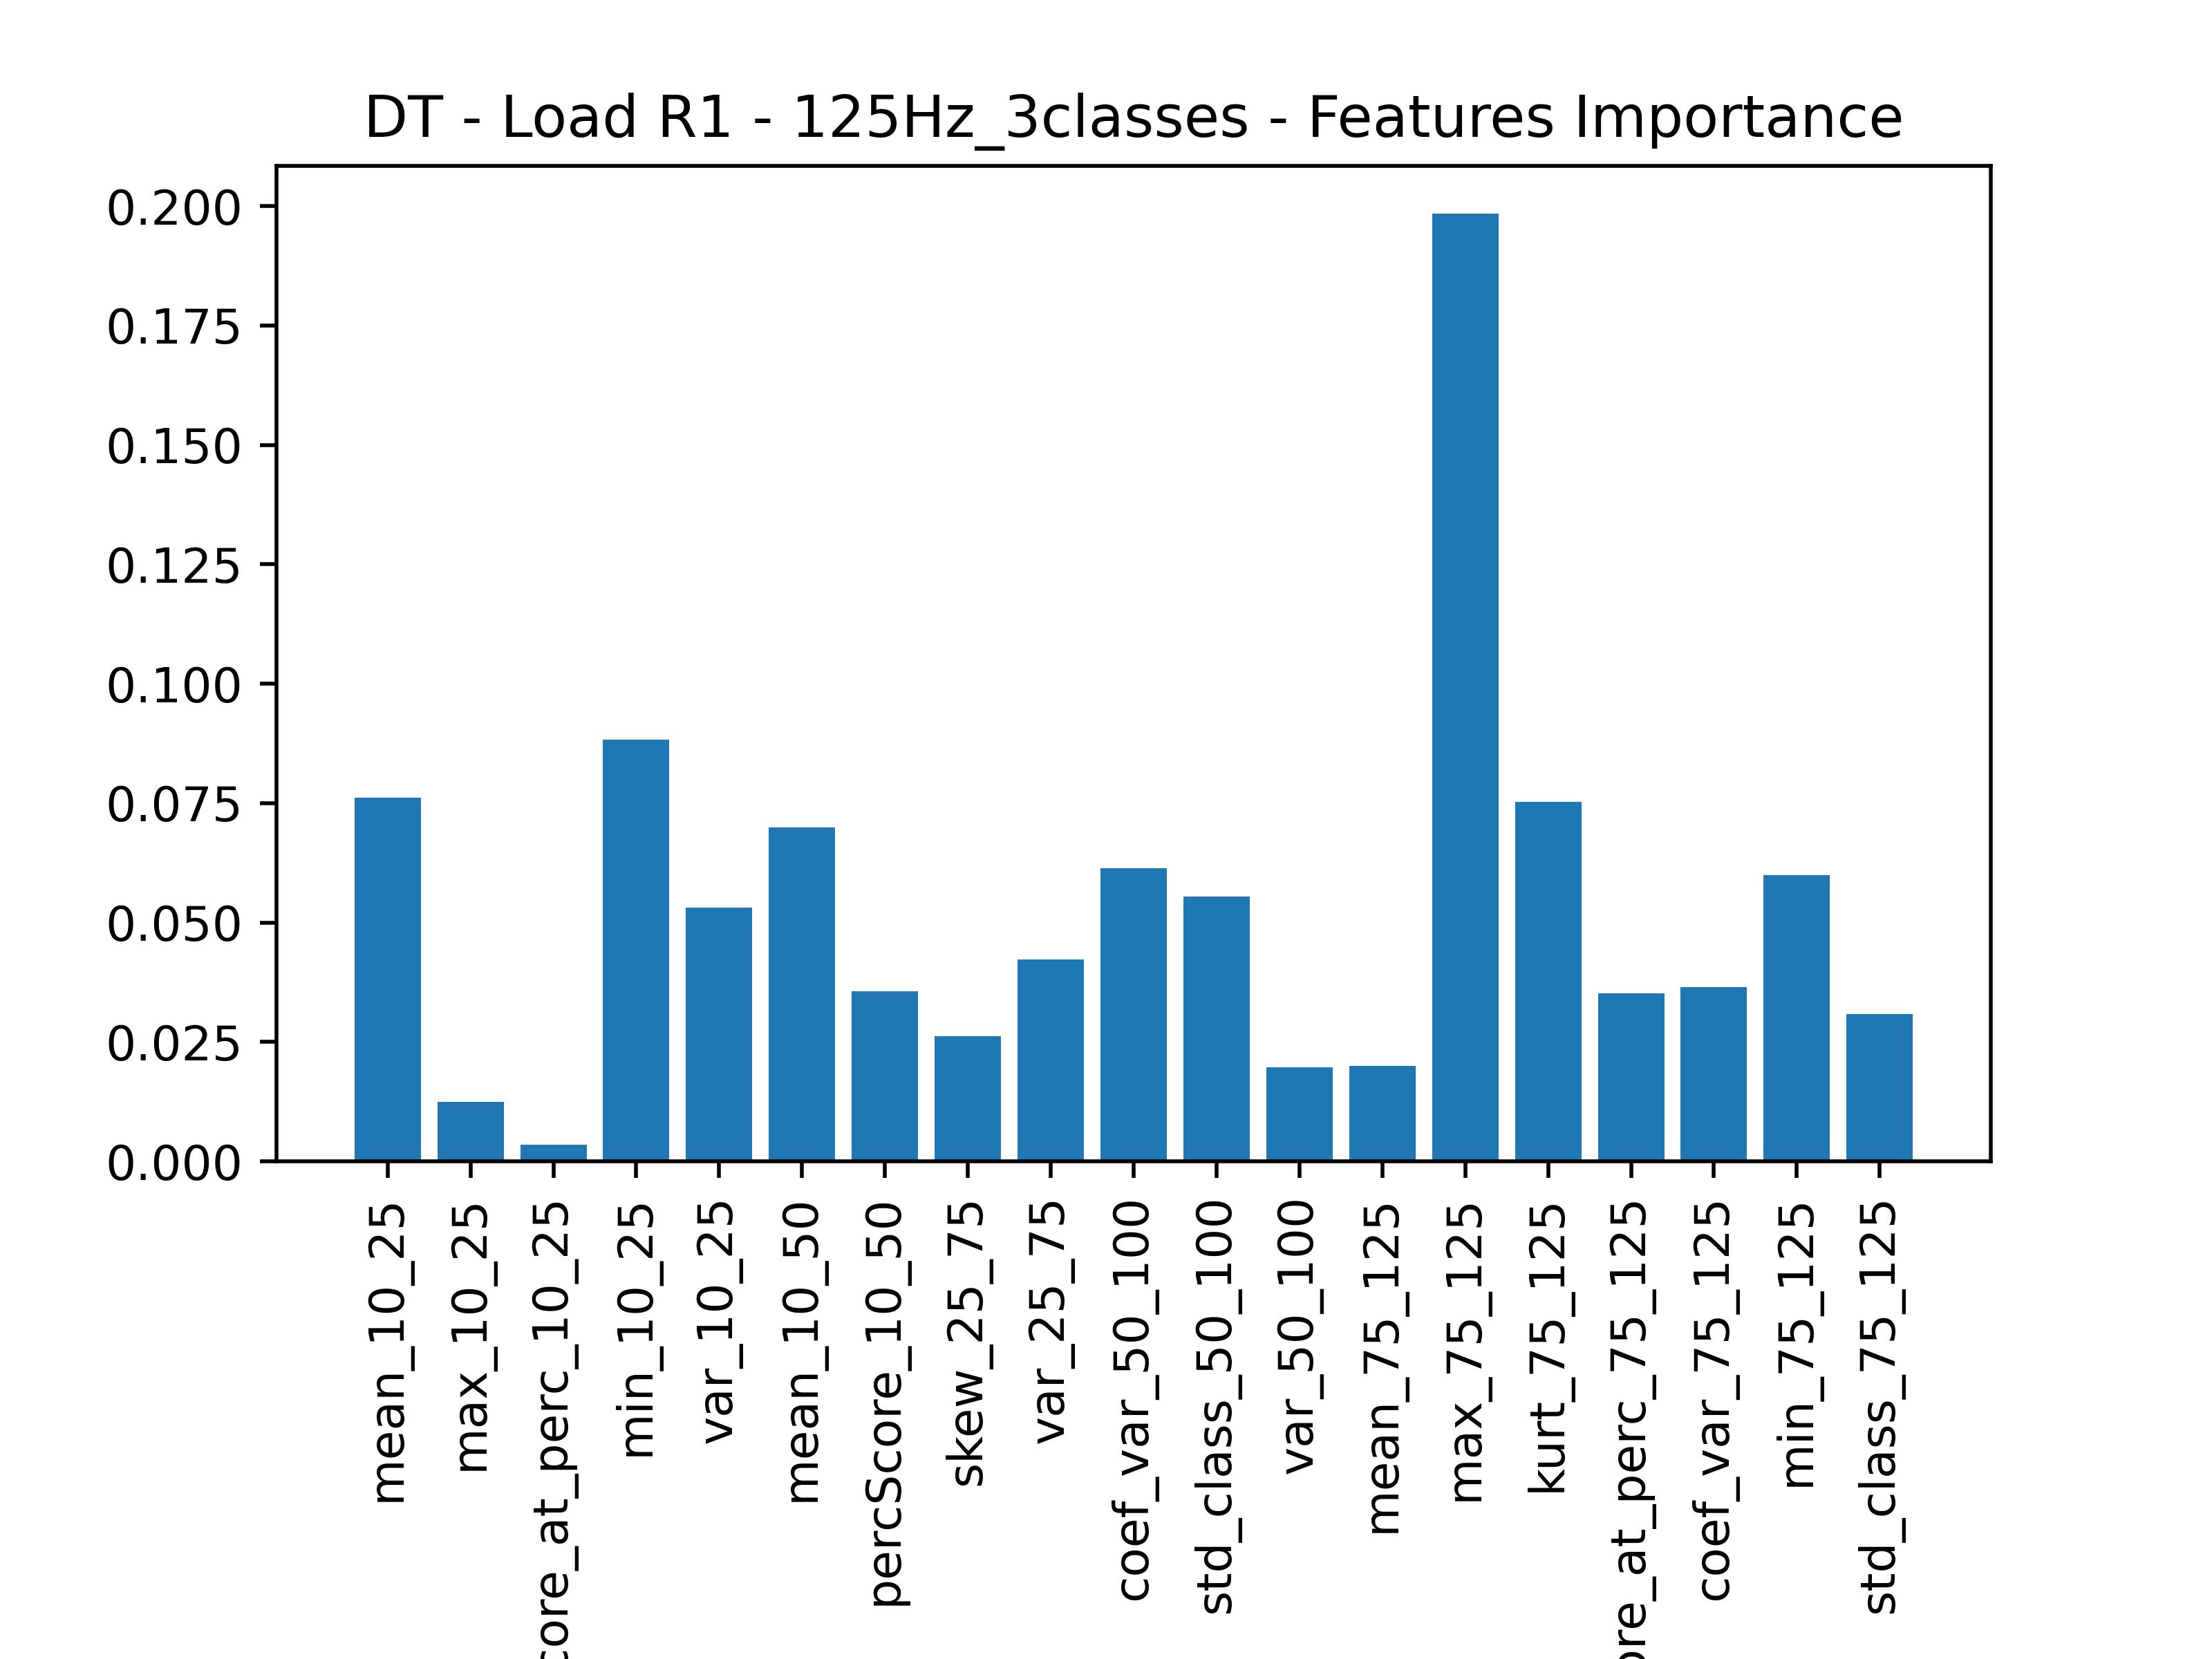 DT - Load R1 - 125Hz_3classes - Features Importance
0.200
0.175
0.150
0.125
0.100
0.075
0.050
0.025
0.000
mean_10_25
max_10_25
core_at_perc_10_25
min_10_25
var_10_25
mean_10_50
percScore_10_50
skew_25_75
var_25_75
coef_var_50_100
std_class_50_100
var_50_100
mean_75_125
max_75_125
kurt_75_125
ore_at_perc_75_125
coef_var_75_125
min_75_125
std_class_75_125